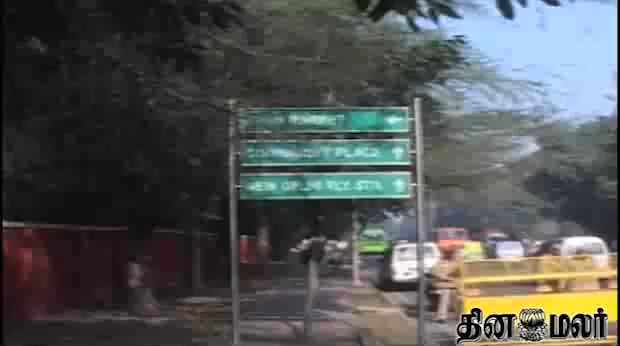 MARKET
CONNAUGHT PLACE
NEW DELHI RLY. STN.
தினமலர்